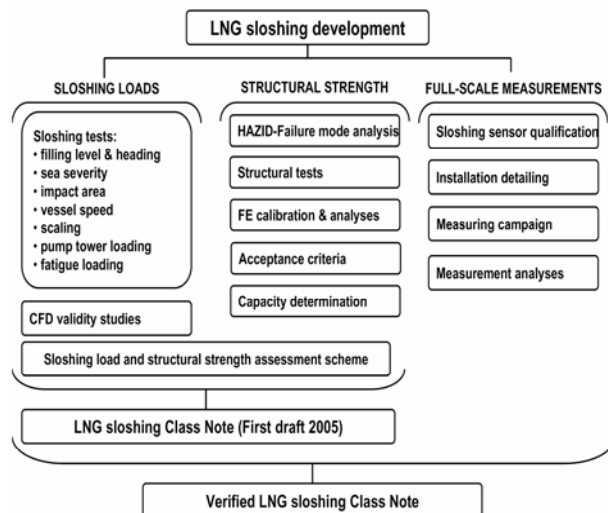 LNG sloshing development
SLOSHING LOADS
Sloshing tests:
• filling level & heading
• sea severity
• impact area
• vessel speed
• scaling
• pump tower loading
• fatigue loading
CFD validity studies
STRUCTURAL STRENGTH
HAZID-Failure mode analysis
Structural tests
FE calibration & analyses
Acceptance criteria
Capacity determination
FULL-SCALE MEASUREMENTS
Sloshing sensor qualification
Installation detailing
Measuring campaign
Measurement analyses
Sloshing load and structural strength assessment scheme
LNG sloshing Class Note (First draft 2005)
Verified LNG sloshing Class Note